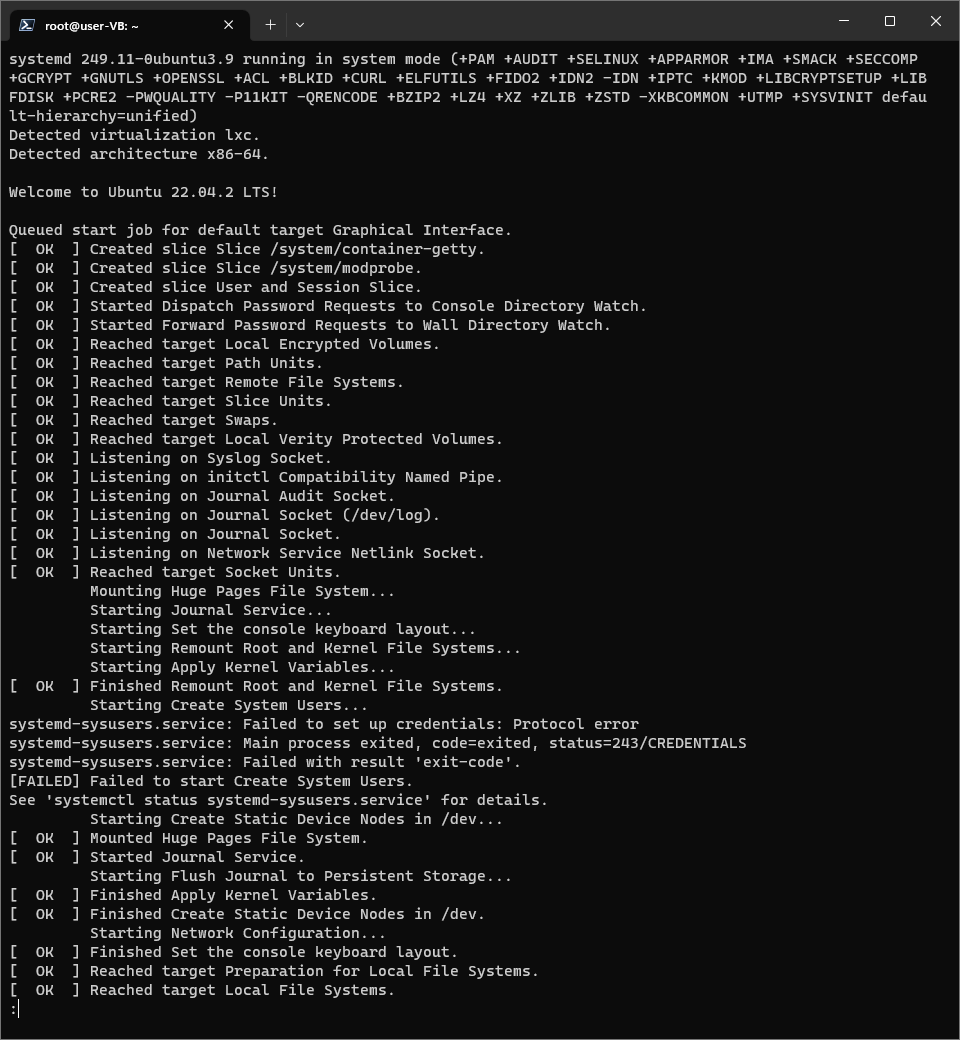 root@user-VB: ~
systemd 249.11-0ubuntu3.9 running in system mode (+PAM +AUDIT +SELINUX +APPARMOR +IMA +SMACK +SECCOMP
+GCRYPT +GNUTLS +OPENSSL +ACL +BLKID +CURL +ELFUTILS +FIDO2 +IDN2 -IDN +IPTC +KMOD +LIBCRYPTSETUP +LIB
FDISK +PCRE2 -PWQUALITY -P11KIT -QRENCODE +BZIP2 +LZ4 +XZ +ZLIB +ZSTD -XKBCOMMON +UTMP +SYSVINIT defau
lt-hierarchy=unified)
Detected virtualization lxc.
Detected architecture x86-64.
Welcome to Ubuntu 22.04.2 LTS!
Queued start job for default target Graphical Interface.
[  OK  ] Created slice Slice /system/container-getty.
[  OK  ] Created slice Slice /system/modprobe.
[  OK  ] Created slice User and Session Slice.
[  OK  ] Started Dispatch Password Requests to Console Directory Watch.
[  OK  ] Started Forward Password Requests to Wall Directory Watch.
[  OK  ] Reached target Local Encrypted Volumes.
[  OK  ] Reached target Path Units.
[  OK  ] Reached target Remote File Systems.
[  OK  ] Reached target Slice Units.
[  OK  ] Reached target Swaps.
[  OK  ] Reached target Local Verity Protected Volumes.
[  OK  ] Listening on Syslog Socket.
[  OK  ] Listening on initctl Compatibility Named Pipe.
[  OK  ] Listening on Journal Audit Socket.
[  OK  ] Listening on Journal Socket (/dev/log).
[  OK  ] Listening on Journal Socket.
[  OK  ] Listening on Network Service Netlink Socket.
[  OK  ] Reached target Socket Units.
         Mounting Huge Pages File System...
         Starting Journal Service...
         Starting Set the console keyboard layout...
         Starting Remount Root and Kernel File Systems...
         Starting Apply Kernel Variables...
[  OK  ] Finished Remount Root and Kernel File Systems.
         Starting Create System Users...
systemd-sysusers.service: Failed to set up credentials: Protocol error
systemd-sysusers.service: Main process exited, code=exited, status=243/CREDENTIALS
systemd-sysusers.service: Failed with result 'exit-code'.
[FAILED] Failed to start Create System Users.
See 'systemctl status systemd-sysusers.service' for details.
         Starting Create Static Device Nodes in /dev...
[  OK  ] Mounted Huge Pages File System.
[  OK  ] Started Journal Service.
         Starting Flush Journal to Persistent Storage...
[  OK  ] Finished Apply Kernel Variables.
[  OK  ] Finished Create Static Device Nodes in /dev.
         Starting Network Configuration...
[  OK  ] Finished Set the console keyboard layout.
[  OK  ] Reached target Preparation for Local File Systems.
[  OK  ] Reached target Local File Systems.
: